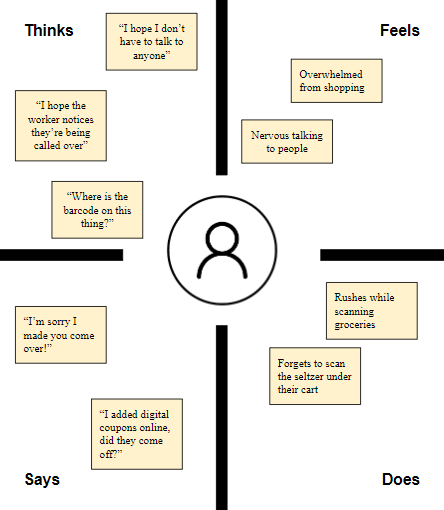 Thinks
“I hope I don’t
have to talk to
anyone”
“I hope the
worker notices
they’re being
called over”
“Where is the
barcode on this
thing?”
Feels
Overwhelmed
from shopping
Nervous talking
to people
“I’m sorry I
made you come
over!”
“I added digital
coupons online,
did they come
off?”
Says
Rushes while
scanning
groceries
Forgets to scan
the seltzer under
their cart
Does